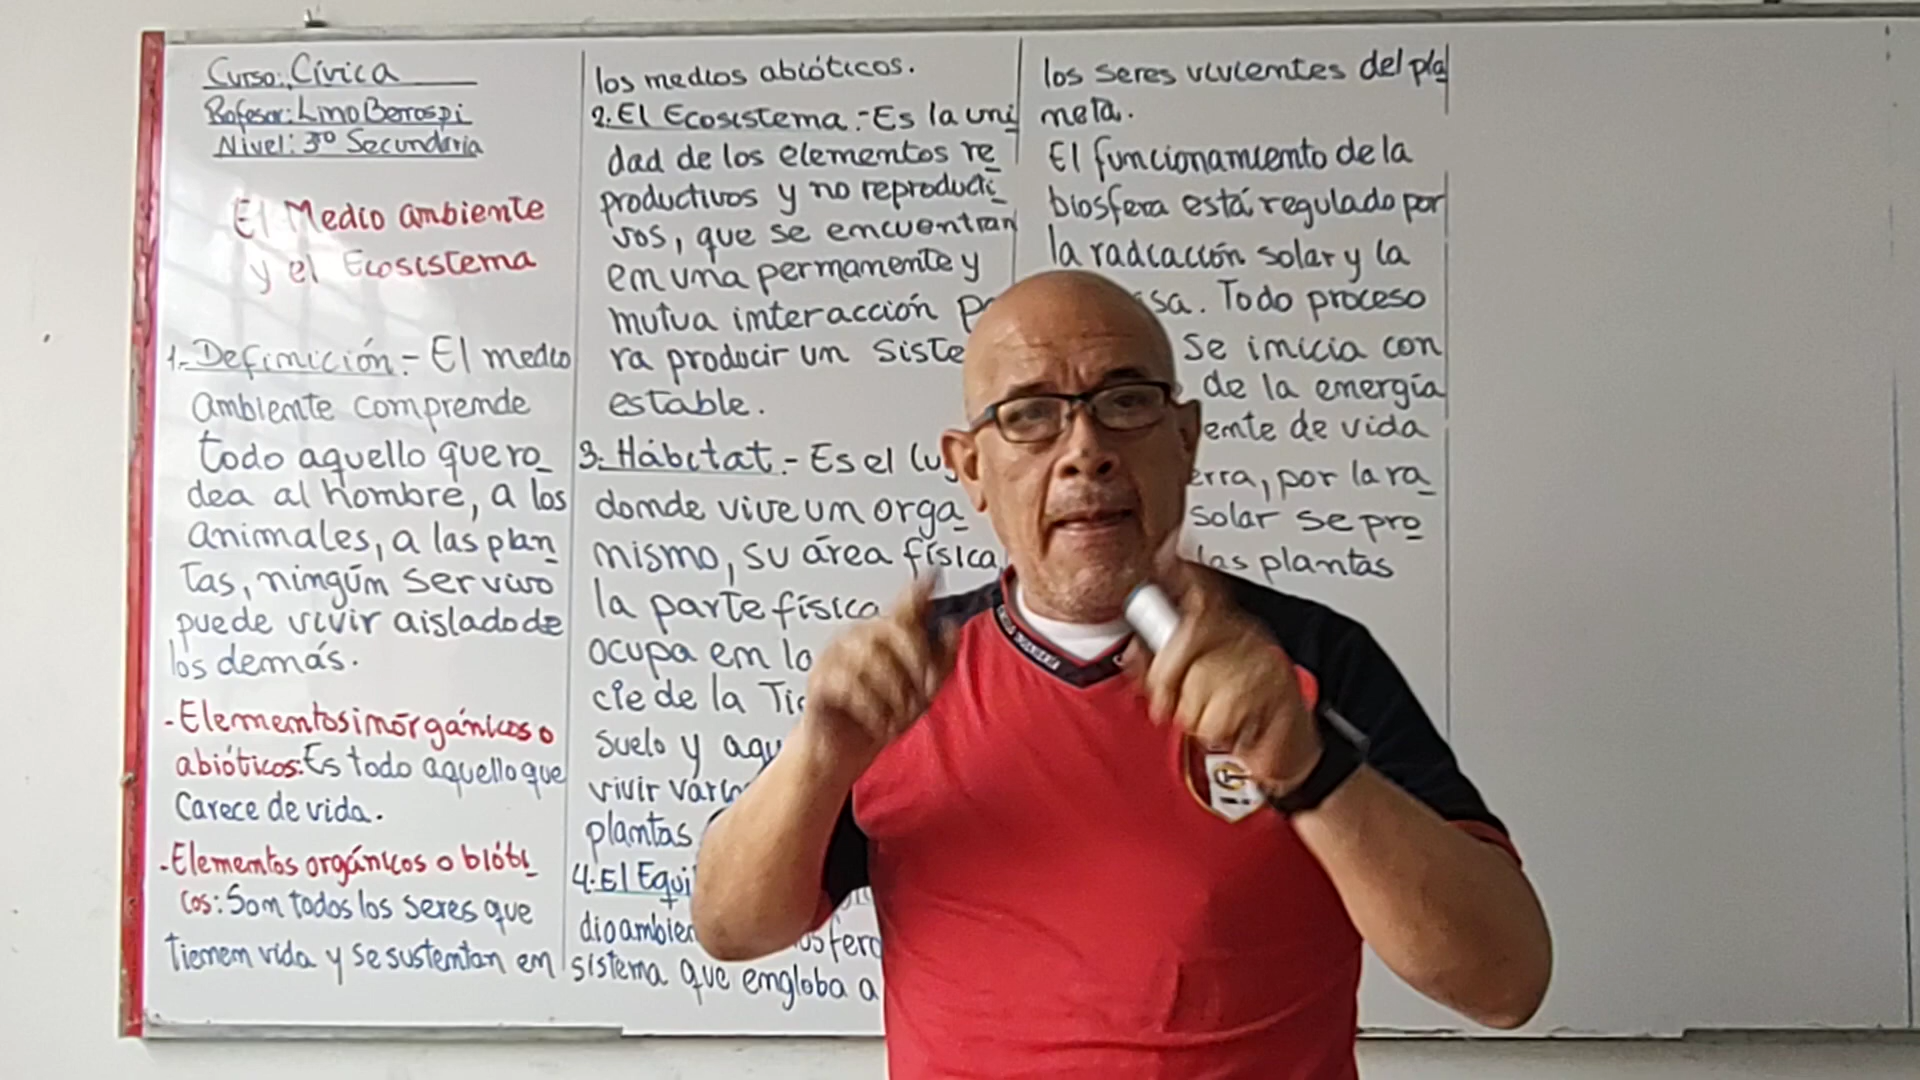 Curso: Cívica
Profesor: Lino Berrospi
Nivel: 3º Secundaria
El Medio ambiente
y el Ecosistema
1.- Definición.- El medio
ambiente comprende
todo aquello que ro_
dea al hombre, a los
animales, a las plan_
tas, ningún ser vivo
puede vivir aislado de
los demás.
- Elementos inorgánicos o
abióticos: Es todo aquello que
carece de vida.
- Elementos orgánicos o bióti_
cos: Son todos los seres que
tienen vida y se sustentan en
los medios abióticos.
2. El Ecosistema.- Es la uni_
dad de los elementos re_
productivos y no reproducti_
vos, que se encuentran
en una permanente y
mutua interacción
ra producir un siste
estable.
3. Hábitat.- Es el
donde vive un orga_
nismo, su área física,
la parte física
ocupa en la
cie de la
suelo y
vivir
plantas
4. El
sistema que engloba a
los seres vivientes del pla_
neta.
El funcionamiento de la
biosfera está regulado por
la radiación solar y la
Todo proceso
se inicia con
de la energía
de vida
por la ra_
solar se pro_
las plantas